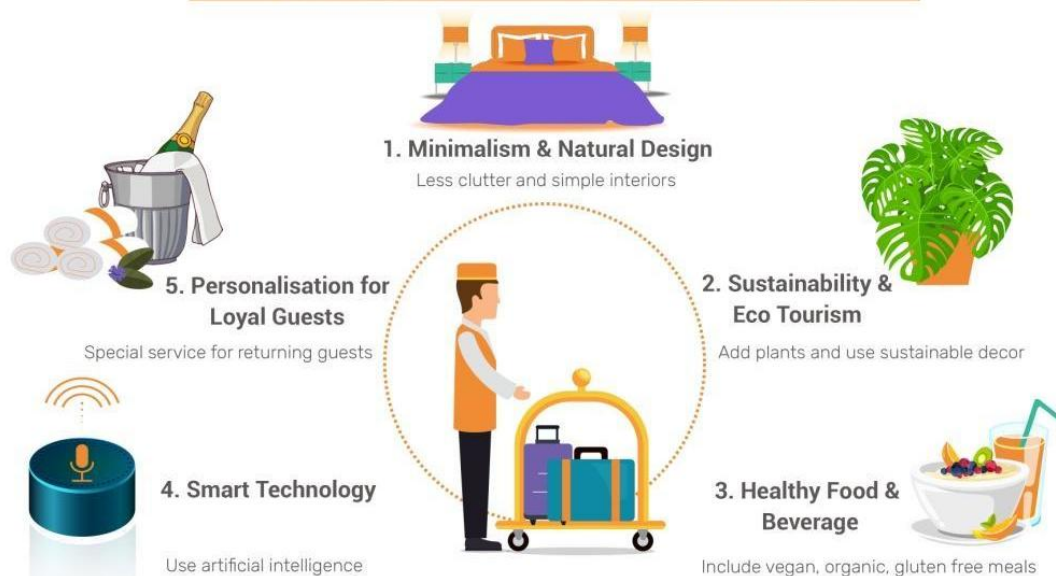 1. Minimalism & Natural Design
Less clutter and simple interiors
2. Sustainability &
Eco Tourism
Add plants and use sustainable decor
3. Healthy Food &
Beverage
Include vegan, organic, gluten free meals
4. Smart Technology
Use artificial intelligence
5. Personalisation for
Loyal Guests
Special service for returning guests